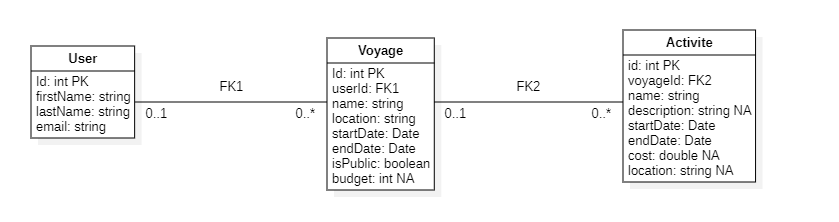 User
Id: int PK
firstName: string
lastName: string
email: string
FK1
0..1
0..*
Voyage
Id: int PK
userId: FK1
name: string
location: string
startDate: Date
endDate: Date
isPublic: boolean
budget: int NA
FK2
0..1
0..*
Activite
id: int PK
voyageId: FK2
name: string
description: string NA
startDate: Date
endDate: Date
cost: double NA
location: string NA